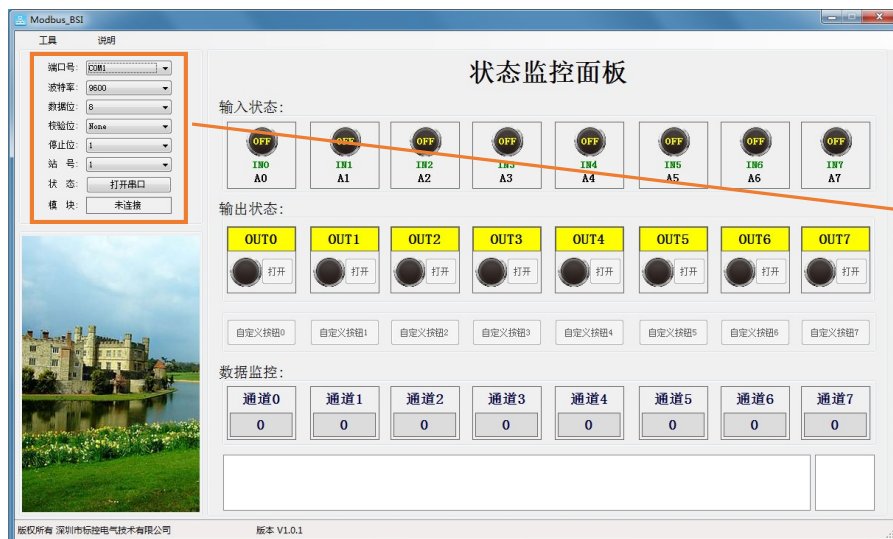 Modbus_BSI
工具 说明
端口号: COM1
波特率: 9600
数据位: 8
校验位: None
停止位: 1
站 号: 1
状 态: 打开串口
模 块: 未连接
状态监控面板
输入状态:
OFF OFF OFF OFF OFF OFF OFF OFF
IN0 IN1 IN2 IN3 IN4 IN5 IN6 IN7
A0 A1 A2 A3 A4 A5 A6 A7
输出状态:
OUT0 OUT1 OUT2 OUT3 OUT4 OUT5 OUT6 OUT7
打开 打开 打开 打开 打开 打开 打开 打开
自定义按钮0 自定义按钮1 自定义按钮2 自定义按钮3 自定义按钮4 自定义按钮5 自定义按钮6 自定义按钮7
数据监控:
通道0 通道1 通道2 通道3 通道4 通道5 通道6 通道7
0 0 0 0 0 0 0 0
版权所有 深圳市标控电气技术有限公司 版本 V1.0.1